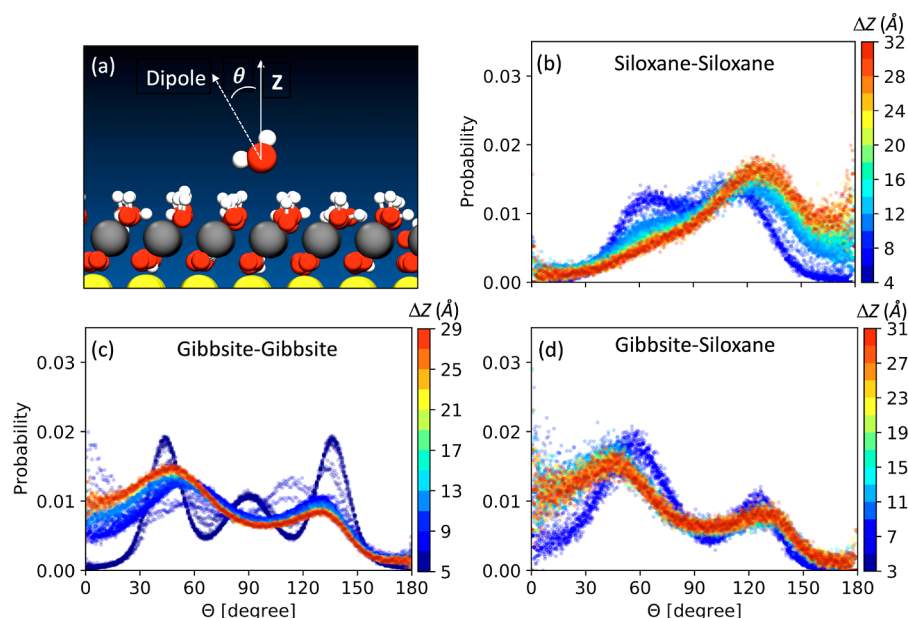 (a)
Dipole
θ
Z
(b)
Siloxane-Siloxane
ΔZ (Å)
Probability
0.03
0.02
0.01
0.00
32
28
24
20
16
12
8
4
(c)
Gibbsite-Gibbsite
ΔZ (Å)
Probability
0.03
0.02
0.01
0.00
0 30 60 90 120 150 180
Θ [degree]
29
25
21
17
13
9
5
(d)
Gibbsite-Siloxane
ΔZ (Å)
Probability
0.03
0.02
0.01
0.00
0 30 60 90 120 150 180
Θ [degree]
31
27
23
19
15
11
7
3